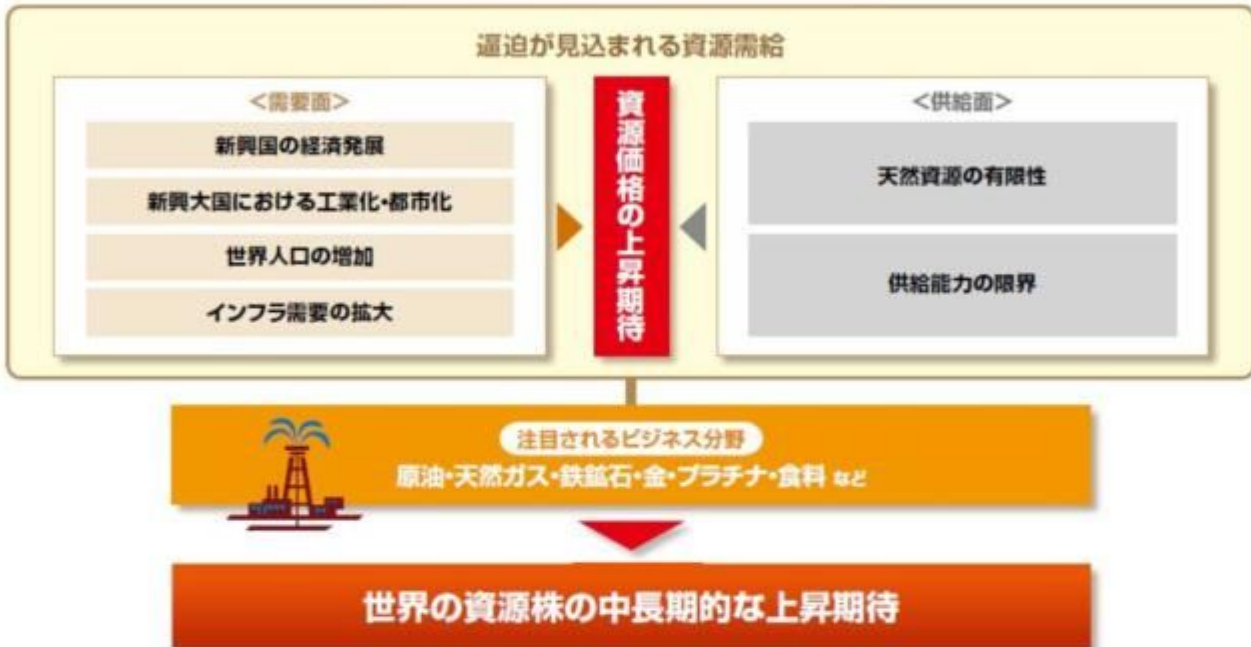 逼迫が見込まれる資源需給
＜需要面＞
新興国の経済発展
新興大国における工業化・都市化
世界人口の増加
インフラ需要の拡大
資源価格の上昇期待
＜供給面＞
天然資源の有限性
供給能力の限界
注目されるビジネス分野
原油・天然ガス・鉄鉱石・金・プラチナ・食料 など
世界の資源株の中長期的な上昇期待